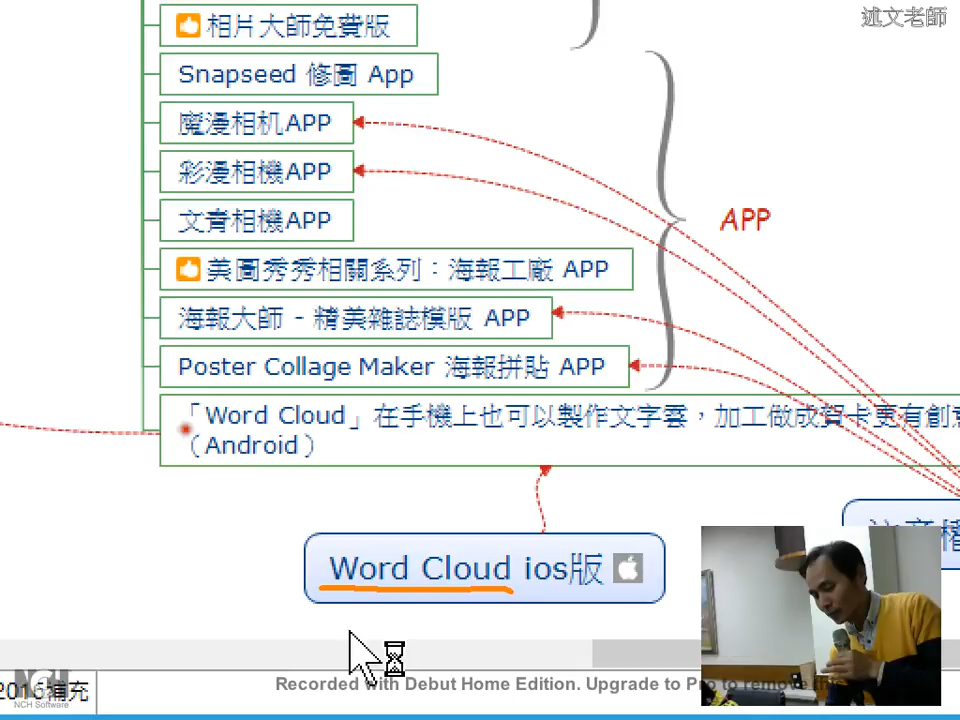 述文老師
相片大師免費版
Snapseed 修圖 App
魔漫相机APP
彩漫相機APP
文青相機APP
APP
美圖秀秀相關系列：海報工廠 APP
海報大師 - 精美雜誌模版 APP
Poster Collage Maker 海報拼貼 APP
「Word Cloud」在手機上也可以製作文字雲，加工做成賀卡更有創意
（Android）
Word Cloud ios版
NCH
NCH Software
2016補充
Recorded with Debut Home Edition. Upgrade to Pro to remove